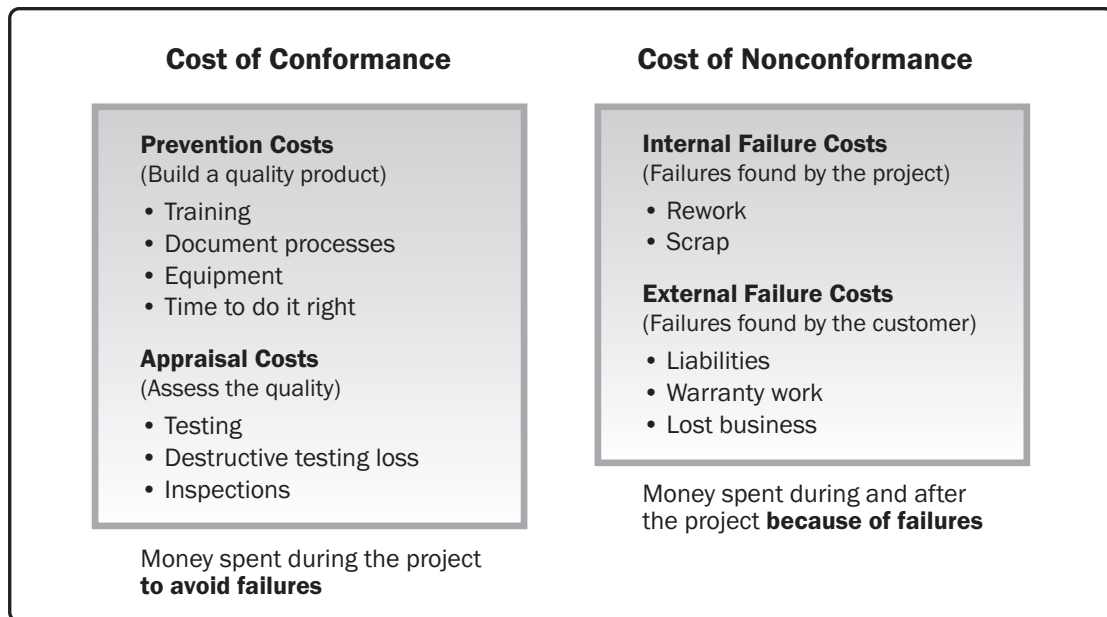 Cost of Conformance
Prevention Costs
(Build a quality product)
• Training
• Document processes
• Equipment
• Time to do it right
Appraisal Costs
(Assess the quality)
• Testing
• Destructive testing loss
• Inspections
Money spent during the project
to avoid failures
Cost of Nonconformance
Internal Failure Costs
(Failures found by the project)
• Rework
• Scrap
External Failure Costs
(Failures found by the customer)
• Liabilities
• Warranty work
• Lost business
Money spent during and after
the project because of failures